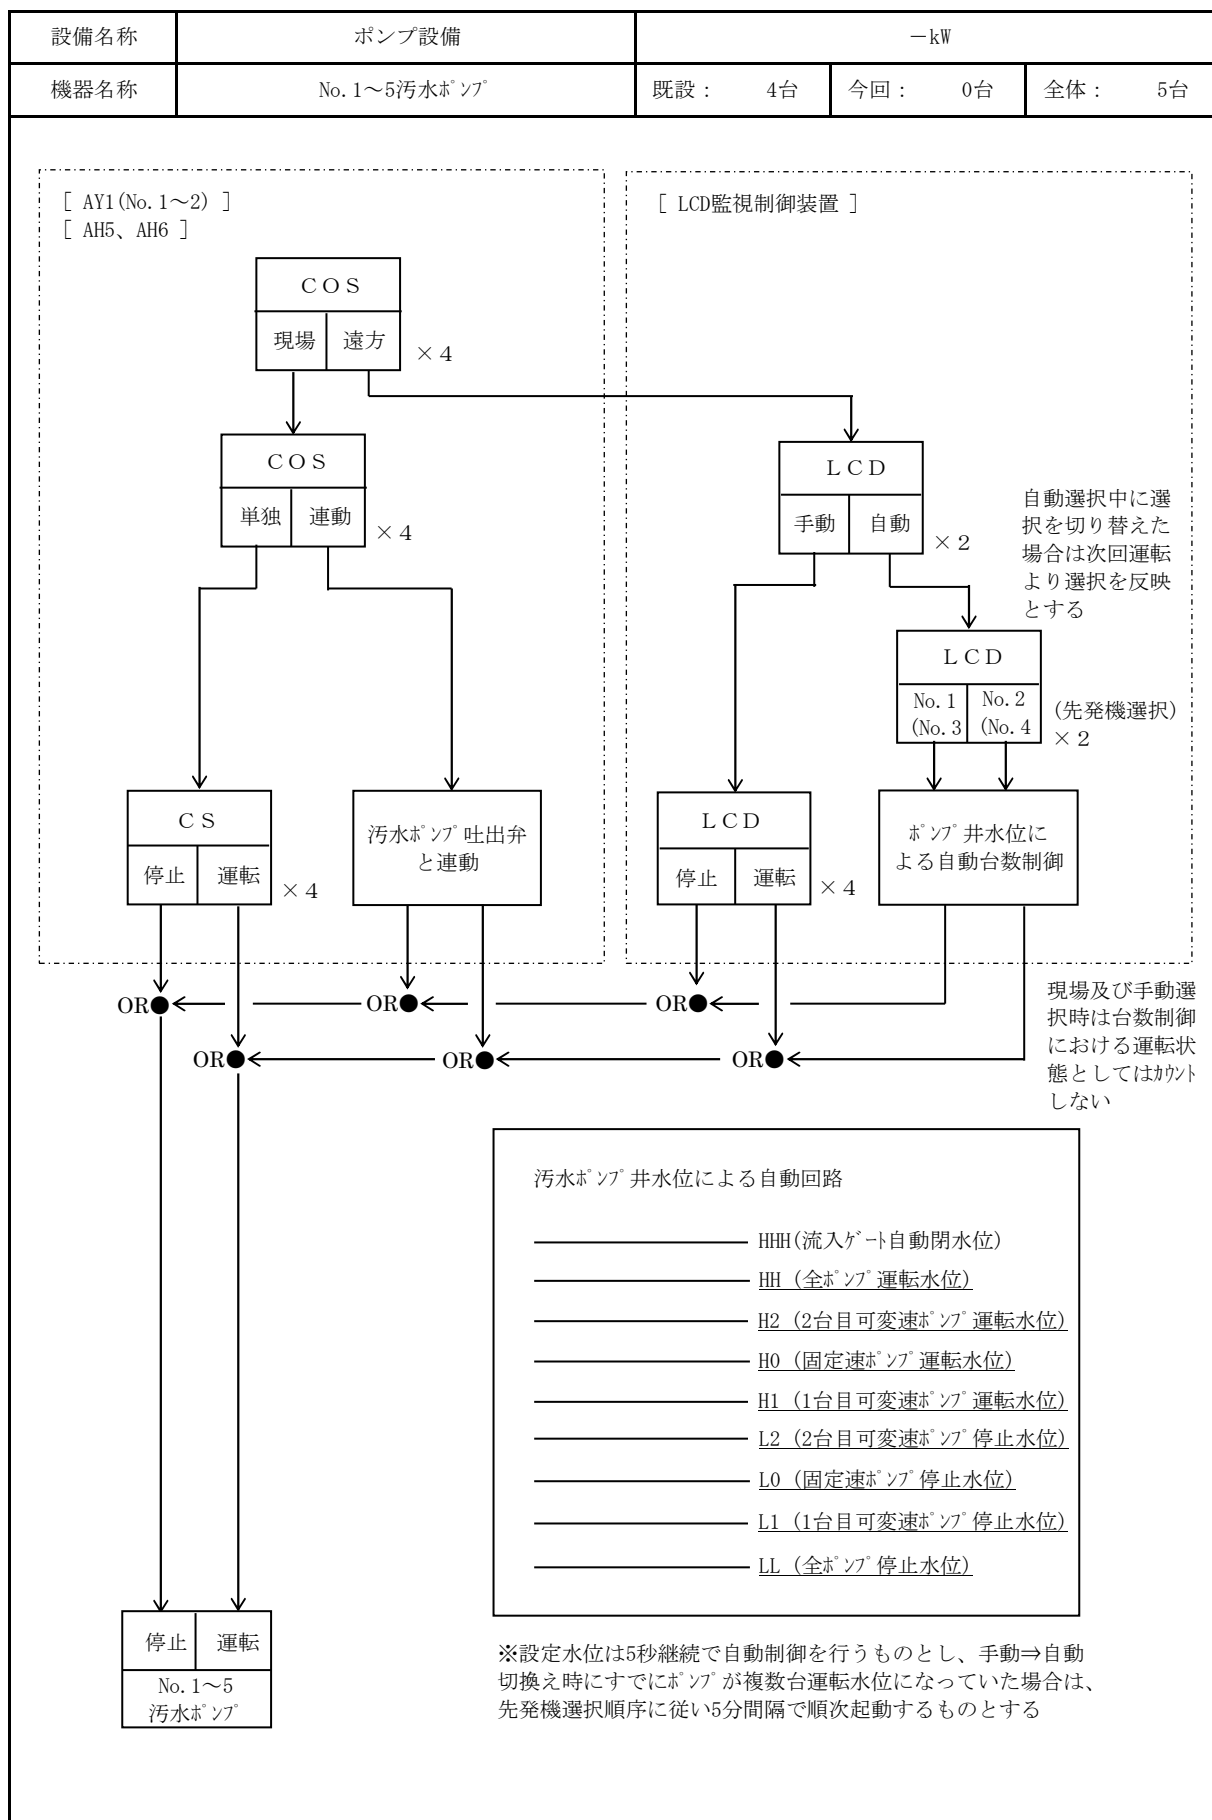 設備名称 ポンプ設備 －kW
機器名称 No.1～5汚水ﾎﾟﾝﾌﾟ 既設： 4台 今回： 0台 全体： 5台
[ AY1(No.1～2) ]
[ AH5、AH6 ]
[ LCD監視制御装置 ]
ＣＯＳ
現場 遠方
×４
ＣＯＳ
単独 連動
×４
ＬＣＤ
手動 自動
×２
自動選択中に選
択を切り替えた
場合は次回運転
より選択を反映
とする
ＬＣＤ
No.1 No.2
(No.3 (No.4
(先発機選択)
×２
ＣＳ
停止 運転
×４
汚水ﾎﾟﾝﾌﾟ吐出弁
と連動
ＬＣＤ
停止 運転
×４
ﾎﾟﾝﾌﾟ井水位に
よる自動台数制御
OR OR OR
OR OR OR
現場及び手動選
択時は台数制御
における運転状
態としてはｶｳﾝﾄ
しない
汚水ﾎﾟﾝﾌﾟ井水位による自動回路
HHH(流入ｹﾞｰﾄ自動閉水位)
HH (全ﾎﾟﾝﾌﾟ運転水位)
H2 (2台目可変速ﾎﾟﾝﾌﾟ運転水位)
H0 (固定速ﾎﾟﾝﾌﾟ運転水位)
H1 (1台目可変速ﾎﾟﾝﾌﾟ運転水位)
L2 (2台目可変速ﾎﾟﾝﾌﾟ停止水位)
L0 (固定速ﾎﾟﾝﾌﾟ停止水位)
L1 (1台目可変速ﾎﾟﾝﾌﾟ停止水位)
LL (全ﾎﾟﾝﾌﾟ停止水位)
停止 運転
No.1～5
汚水ﾎﾟﾝﾌﾟ
※設定水位は5秒継続で自動制御を行うものとし、手動⇒自動
切換え時にすでにﾎﾟﾝﾌﾟが複数台運転水位になっていた場合は、
先発機選択順序に従い5分間隔で順次起動するものとする